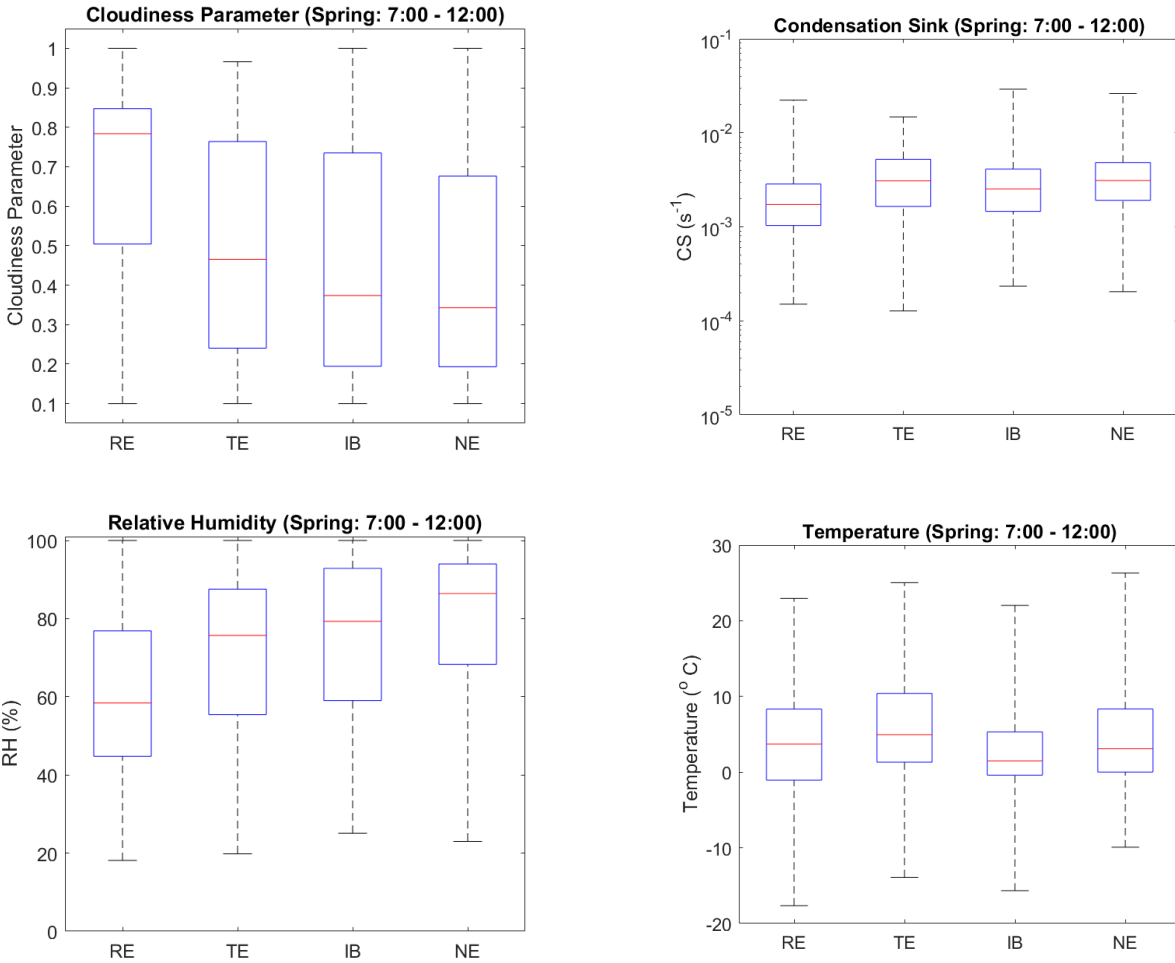 Cloudiness Parameter (Spring: 7:00 - 12:00)
Cloudiness Parameter
1
0.9
0.8
0.7
0.6
0.5
0.4
0.3
0.2
0.1
RE TE IB NE
Condensation Sink (Spring: 7:00 - 12:00)
CS (s⁻¹)
10⁻¹
10⁻²
10⁻³
10⁻⁴
10⁻⁵
RE TE IB NE
Relative Humidity (Spring: 7:00 - 12:00)
RH (%)
100
80
60
40
20
0
RE TE IB NE
Temperature (Spring: 7:00 - 12:00)
Temperature (° C)
30
20
10
0
-10
-20
RE TE IB NE